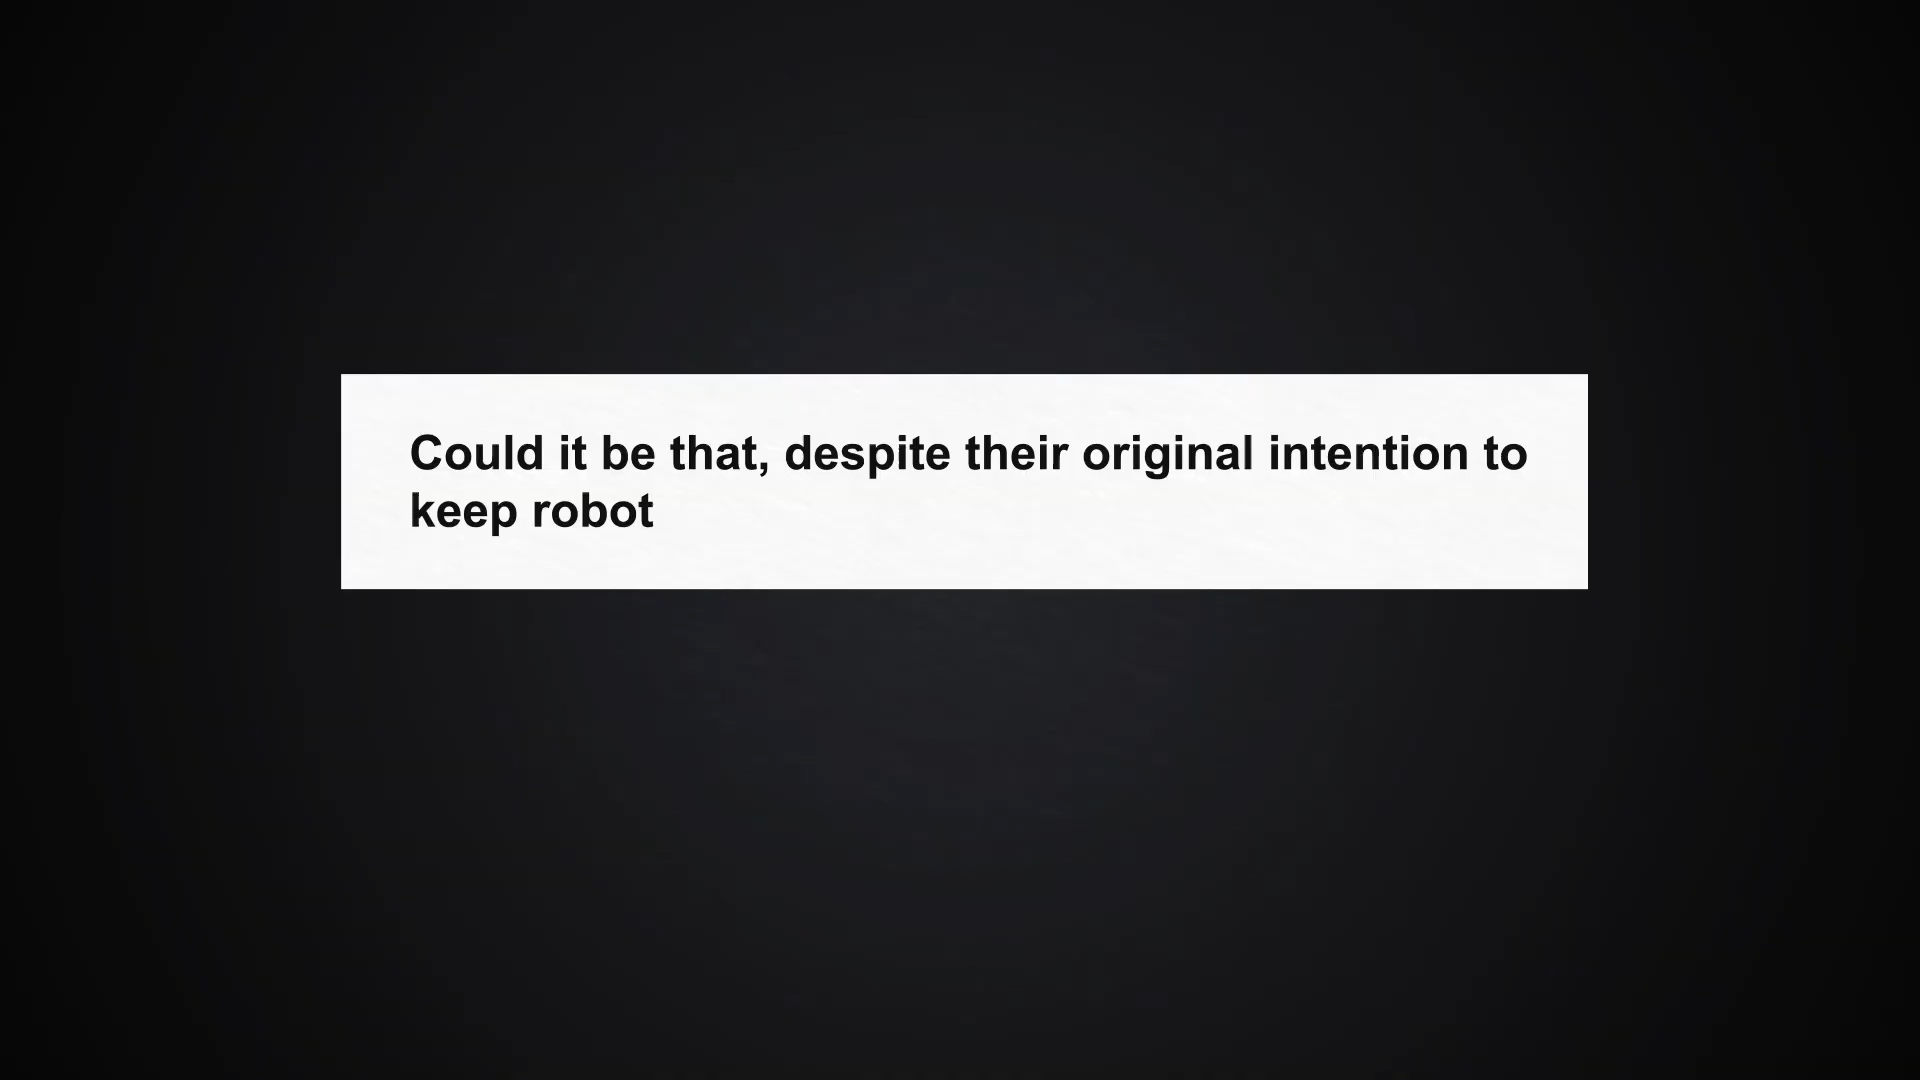 Could it be that, despite their original intention to
keep robot